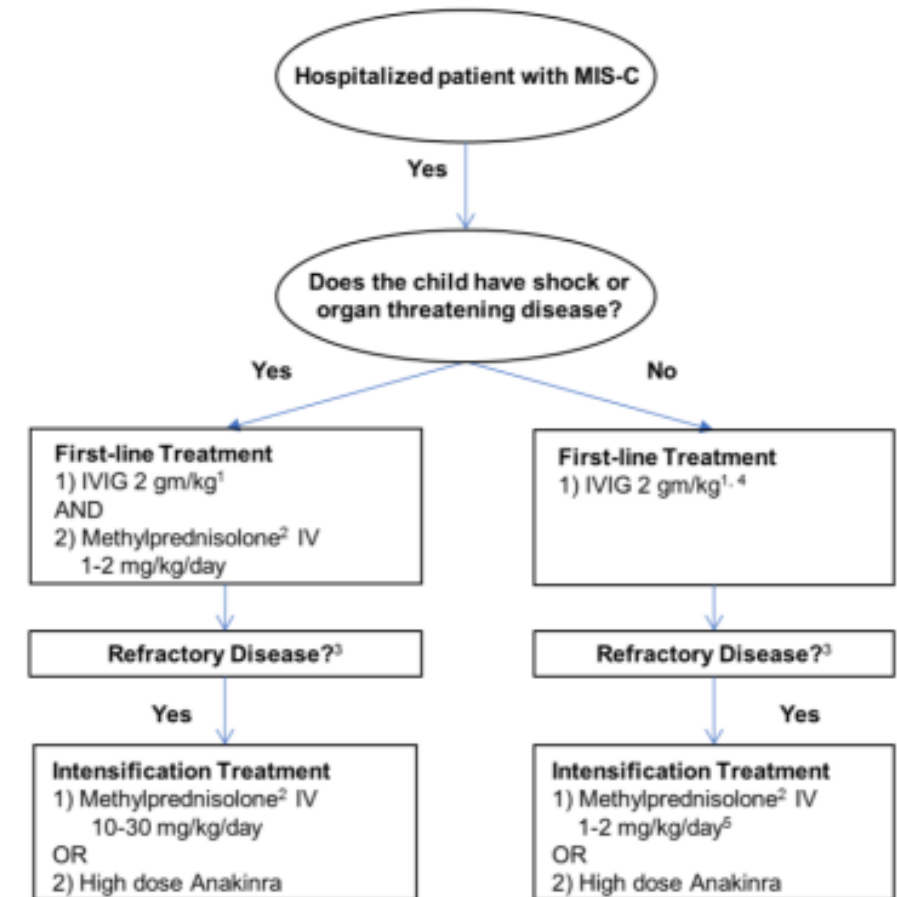 Hospitalized patient with MIS-C
Yes
Does the child have shock or
organ threatening disease?
Yes
No
First-line Treatment
1) IVIG 2 gm/kg¹
AND
2) Methylprednisolone² IV
1-2 mg/kg/day
First-line Treatment
1) IVIG 2 gm/kg¹˒ ⁴
Refractory Disease?³
Refractory Disease?³
Yes
Yes
Intensification Treatment
1) Methylprednisolone² IV
10-30 mg/kg/day
OR
2) High dose Anakinra
Intensification Treatment
1) Methylprednisolone² IV
1-2 mg/kg/day⁵
OR
2) High dose Anakinra